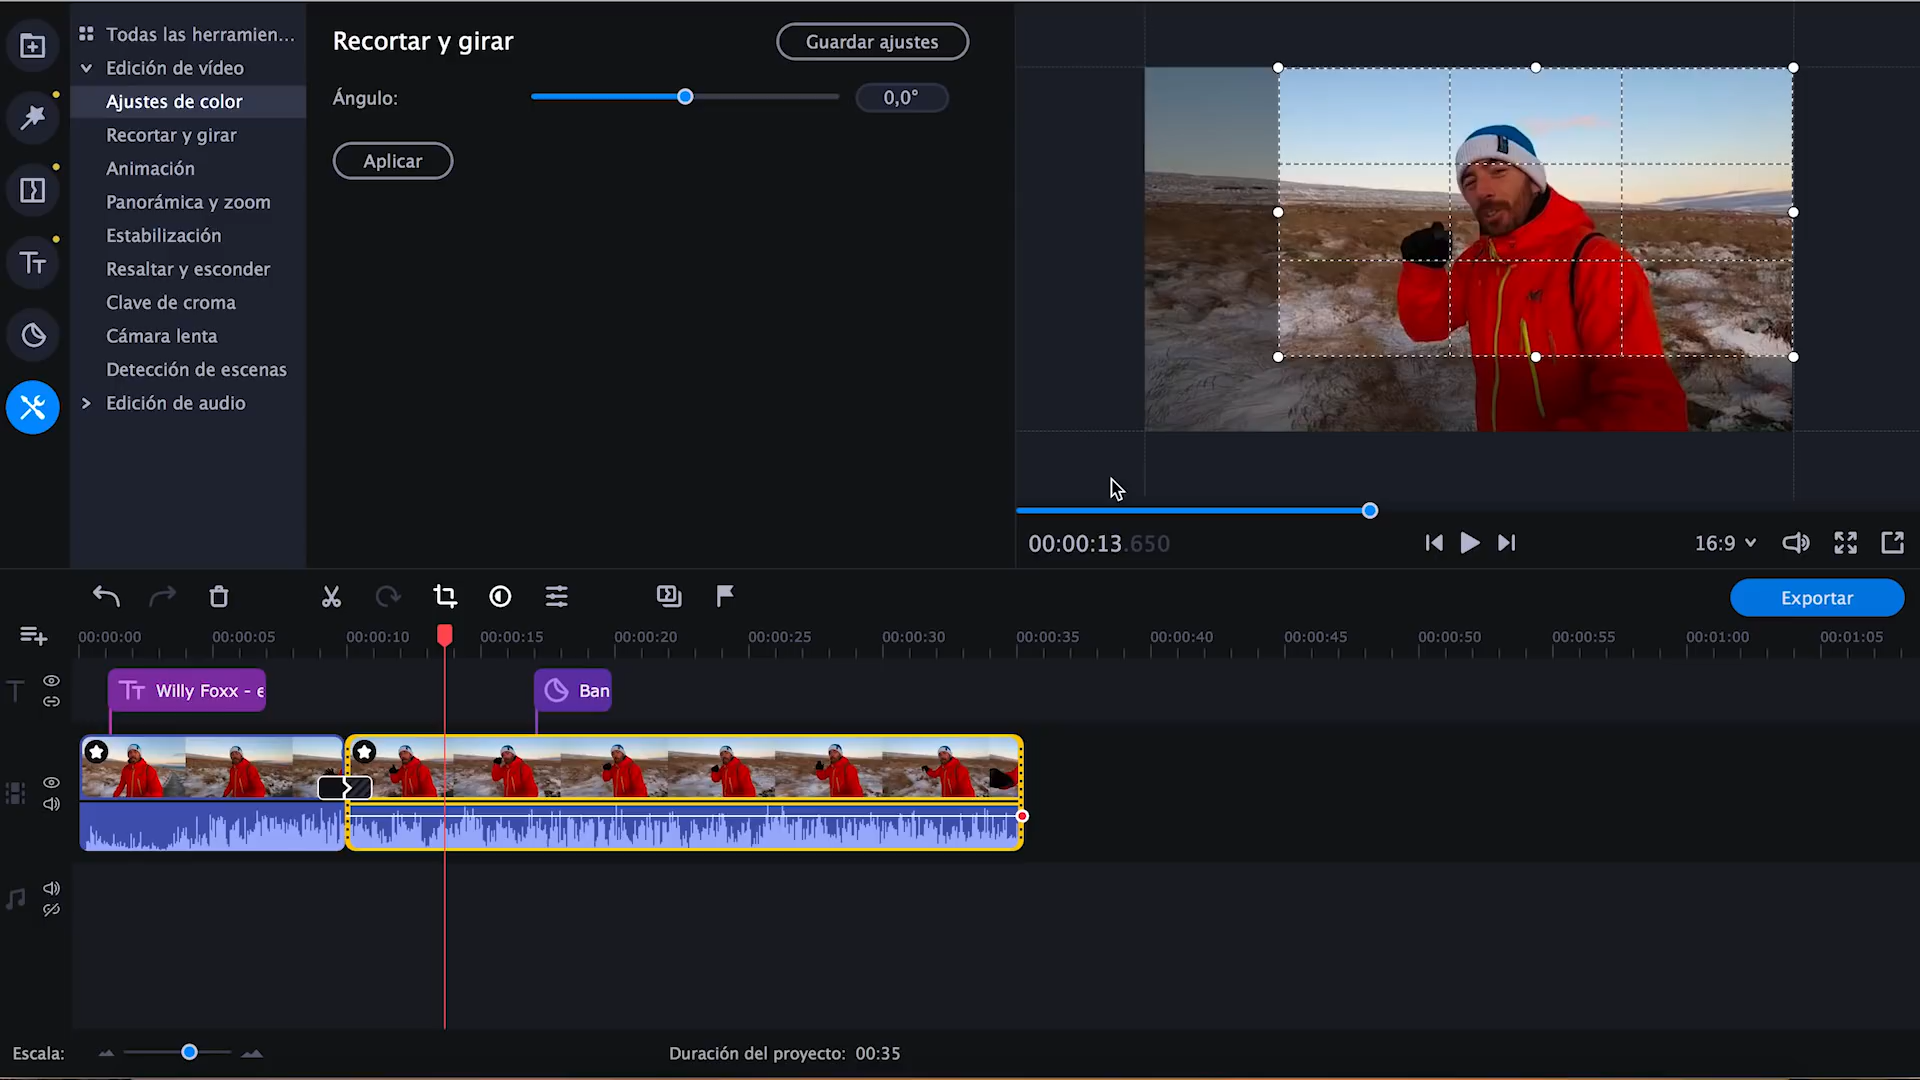 Todas las herramien...
Edición de vídeo
Ajustes de color
Recortar y girar
Animación
Panorámica y zoom
Estabilización
Resaltar y esconder
Clave de croma
Cámara lenta
Detección de escenas
Edición de audio
Recortar y girar
Guardar ajustes
Ángulo:
0,0°
Aplicar
00:00:13.650
16:9
Exportar
00:00:00
00:00:05
00:00:10
00:00:15
00:00:20
00:00:25
00:00:30
00:00:35
00:00:40
00:00:45
00:00:50
00:00:55
00:01:00
00:01:05
Willy Foxx - e
Ban
Escala:
Duración del proyecto: 00:35